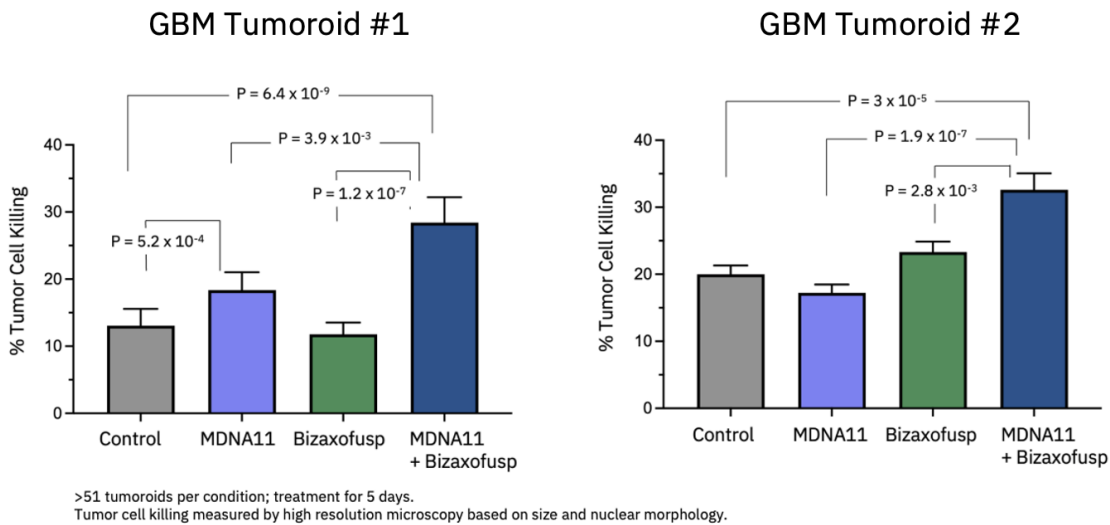 GBM Tumoroid #1
P = 6.4 x 10⁻⁹
P = 3.9 x 10⁻³
P = 1.2 x 10⁻⁷
P = 5.2 x 10⁻⁴
% Tumor Cell Killing
40
30
20
10
0
Control
MDNA11
Bizaxofusp
MDNA11
+ Bizaxofusp
GBM Tumoroid #2
P = 3 x 10⁻⁵
P = 1.9 x 10⁻⁷
P = 2.8 x 10⁻³
% Tumor Cell Killing
40
30
20
10
0
Control
MDNA11
Bizaxofusp
MDNA11
+ Bizaxofusp
>51 tumoroids per condition; treatment for 5 days.
Tumor cell killing measured by high resolution microscopy based on size and nuclear morphology.